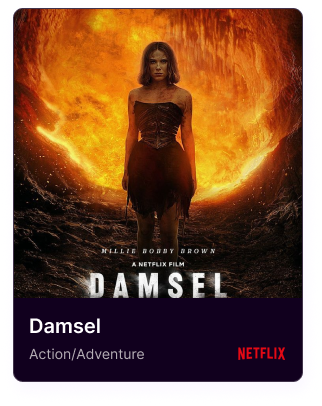 MILLIE BOBBY BROWN
A NETFLIX FILM
DAMSEL
Damsel
Action/Adventure
NETFLIX